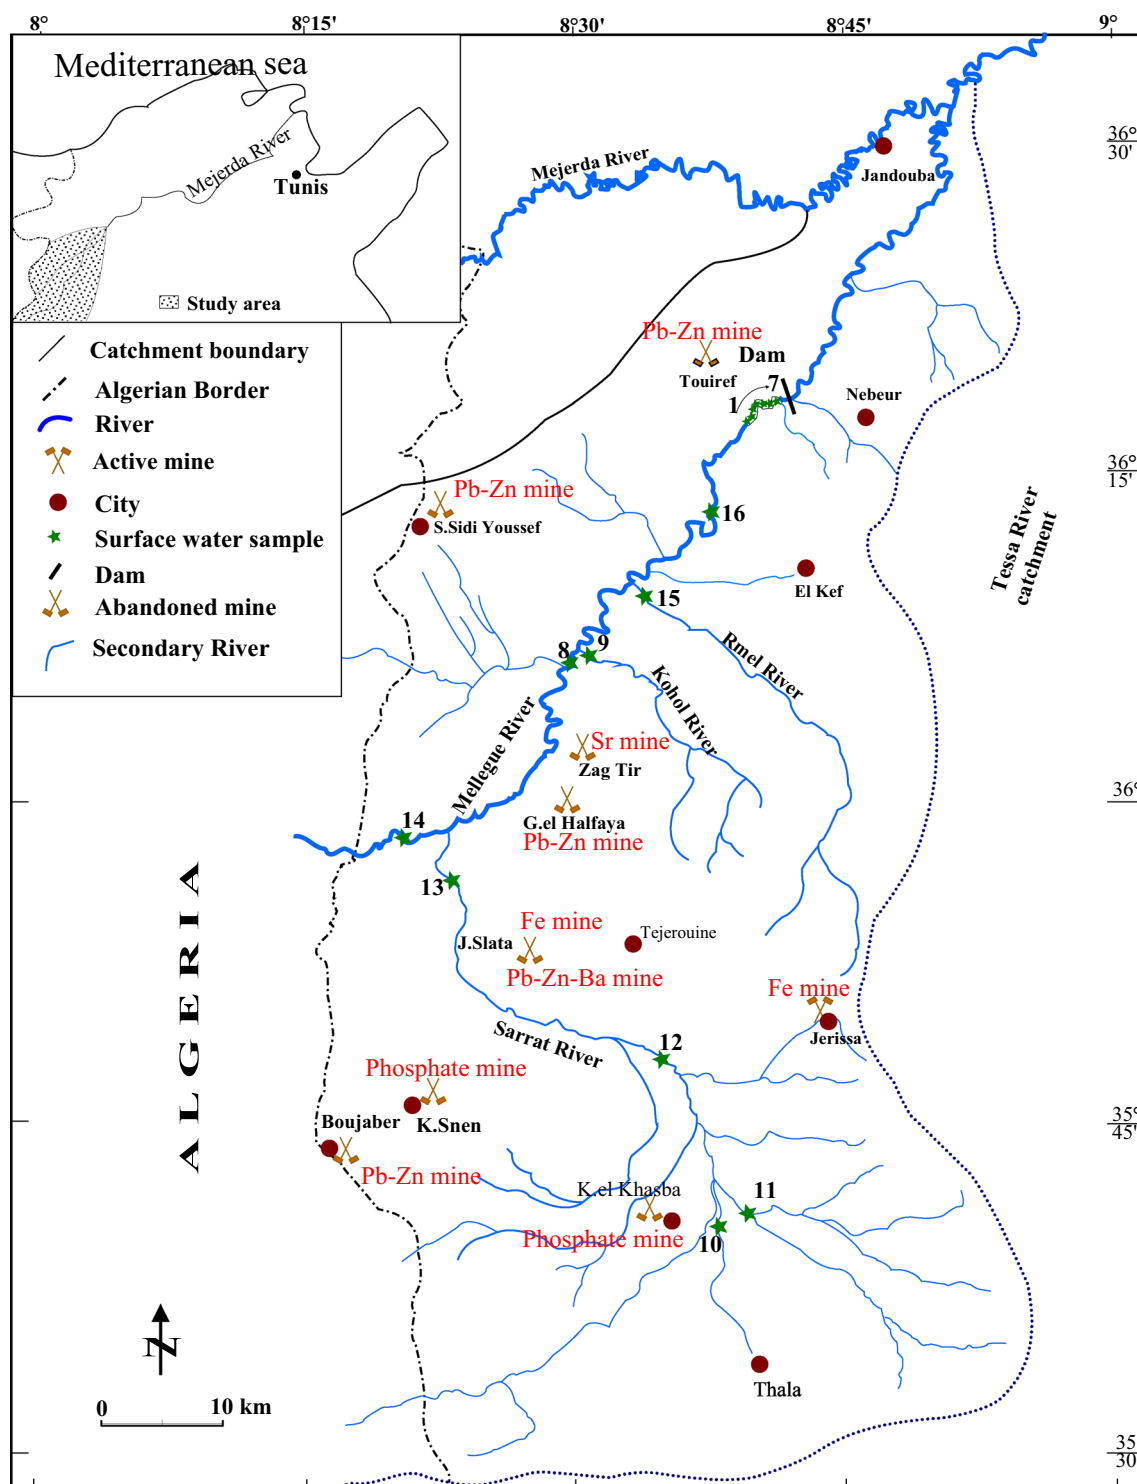 8°
8°15'
8°30'
8°45'
9°
Mediterranean sea
Mejerda River
Tunis
Study area
Mejerda River
Jandouba
36°
30'
Catchment boundary
Algerian Border
River
Active mine
City
Surface water sample
Dam
Abandoned mine
Secondary River
Pb-Zn mine
Touiref
Dam
1
7
Nebeur
36°
15'
Pb-Zn mine
S.Sidi Youssef
16
Tessa River
catchment
El Kef
15
8
9
Rmel River
Kohol River
Mellegue River
Sr mine
Zag Tir
G.el Halfaya
Pb-Zn mine
36°
14
13
ALGERIA
Fe mine
J.Slata
Tejerouine
Pb-Zn-Ba mine
Fe mine
Jerissa
Sarrat River
12
Phosphate mine
K.Snen
Boujaber
Pb-Zn mine
35°
45'
K.el Khasba
11
Phosphate mine
10
N
Thala
0
10 km
35
30'